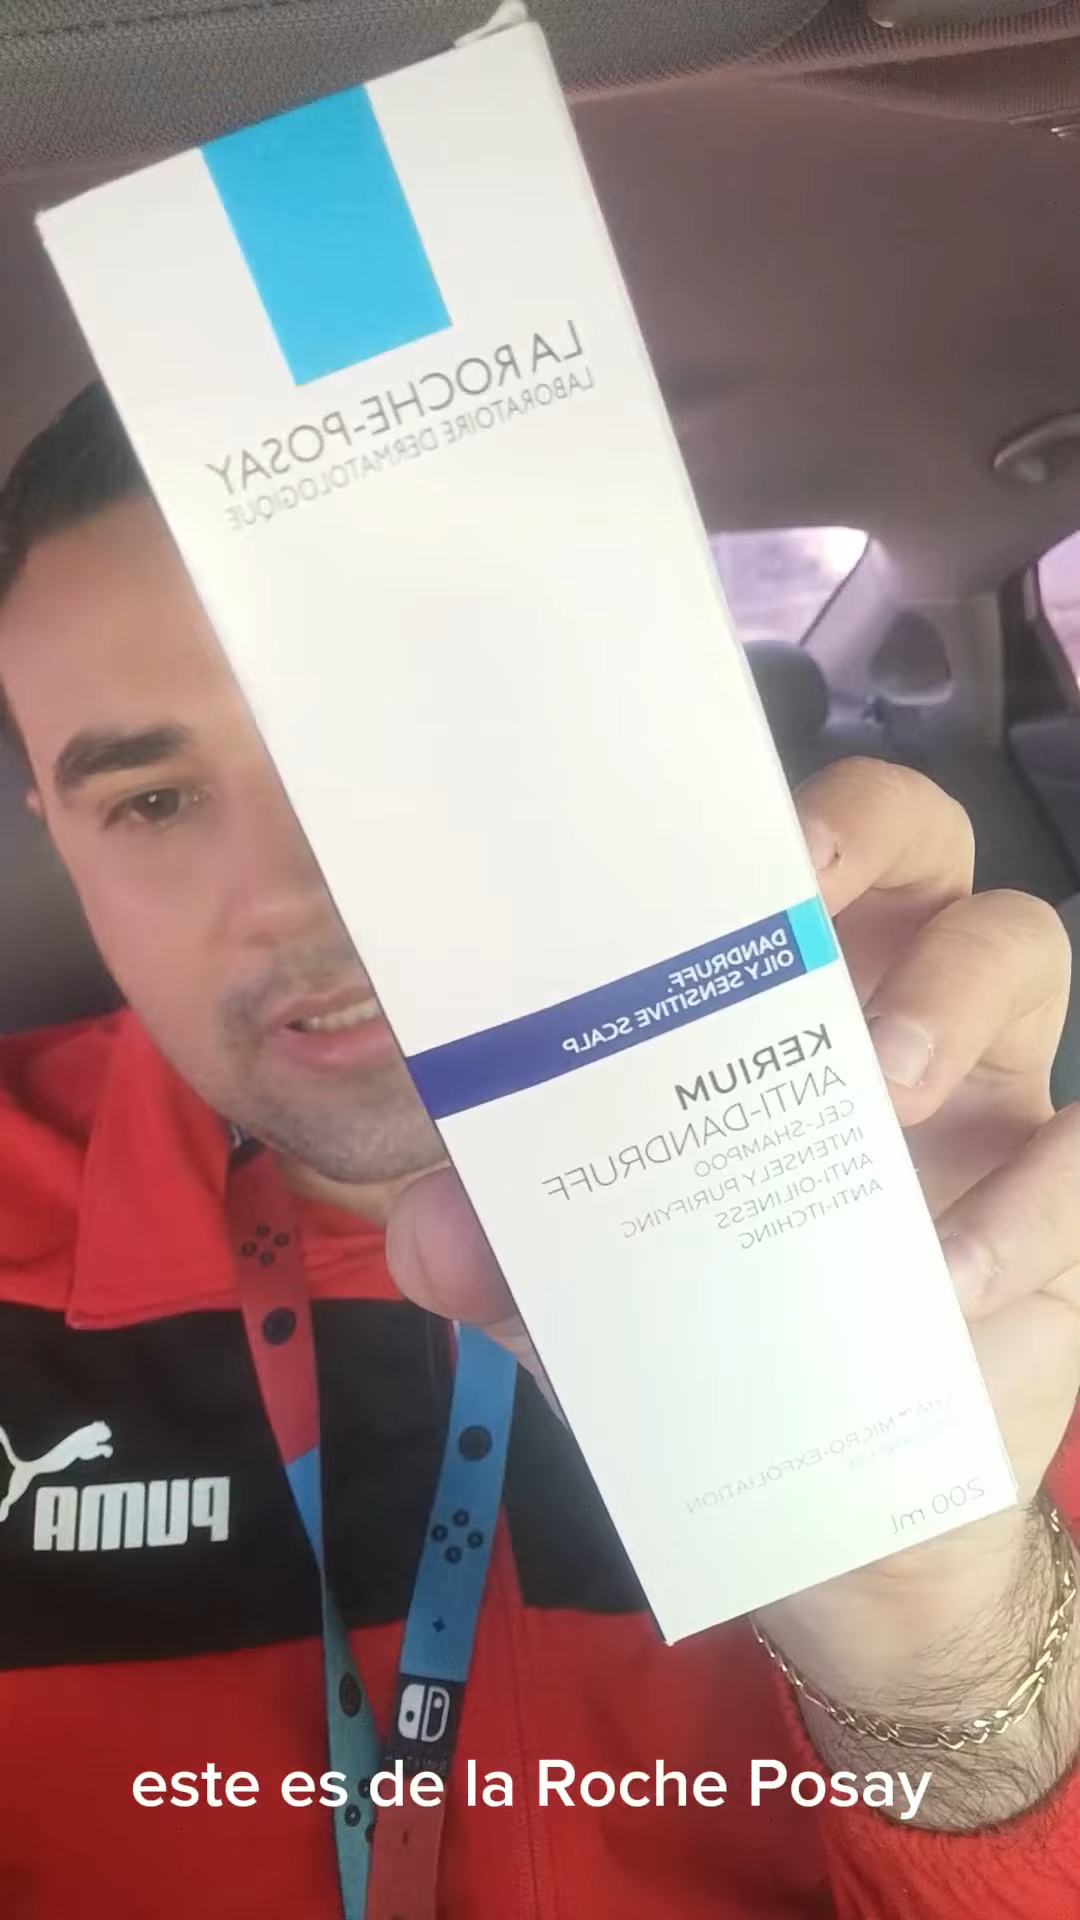 LA ROCHE-POSAY
LABORATOIRE DERMATOLOGIQUE
DANDRUFF.
OILY SENSITIVE SCALP
KERIUM
ANTI-DANDRUFF
GEL-SHAMPOO
INTENSELY PURIFYING
ANTI-OILINESS
ANTI-ITCHING
MICRO-EXFOLIATION
200 ml
PUMA
este es de la Roche Posay